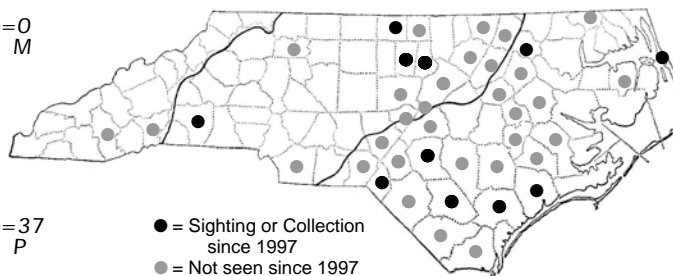 =0
M
=37
P
● = Sighting or Collection
since 1997
● = Not seen since 1997